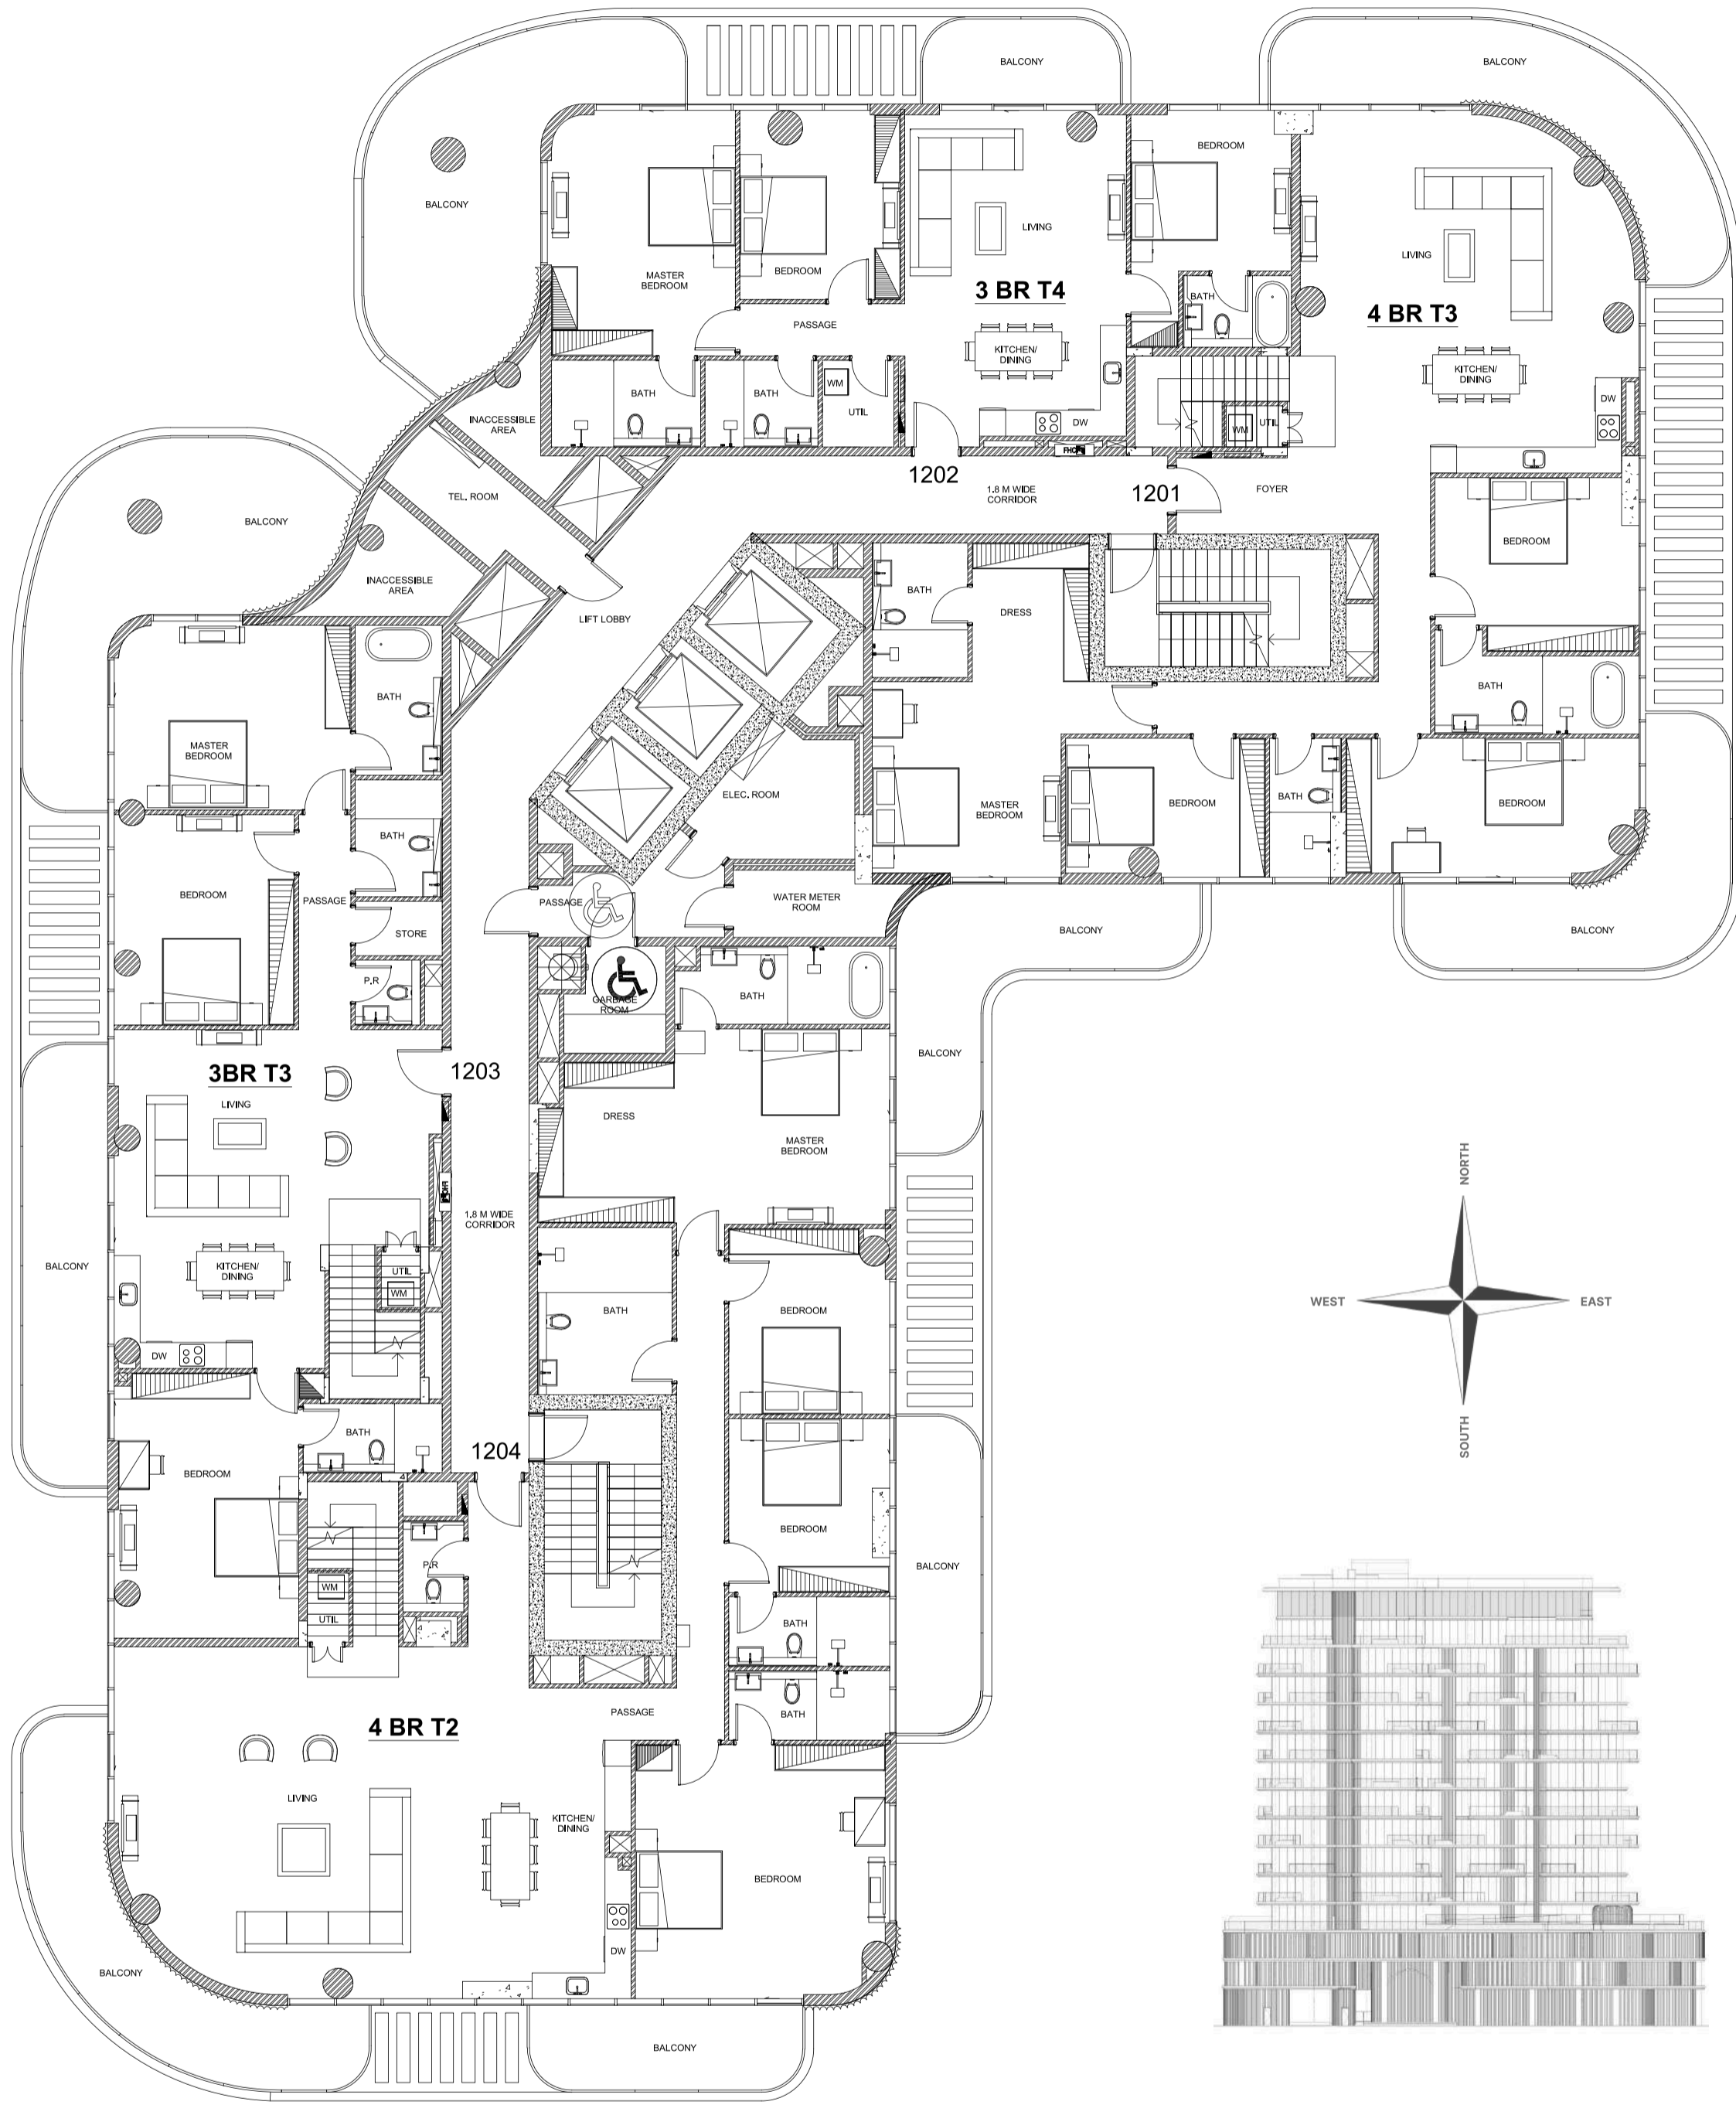 BALCONY
BALCONY
BALCONY
MASTER
BEDROOM
BEDROOM
LIVING
BEDROOM
LIVING
3 BR T4
4 BR T3
BATH
PASSAGE
KITCHEN/
DINING
KITCHEN/
DINING
BATH
BATH
WM
UTIL
DW
WM
UTIL
DW
INACCESSIBLE
AREA
FHC
1202
1.8 M WIDE
CORRIDOR
1201
FOYER
TEL. ROOM
BALCONY
BEDROOM
INACCESSIBLE
AREA
LIFT LOBBY
BATH
DRESS
BATH
BATH
MASTER
BEDROOM
ELEC. ROOM
MASTER
BEDROOM
BEDROOM
BATH
BEDROOM
BATH
BEDROOM
PASSAGE
STORE
PASSAGE
WATER METER
ROOM
BALCONY
BALCONY
P.R
BATH
GARBAGE
ROOM
BALCONY
1203
3BR T3
LIVING
DRESS
MASTER
BEDROOM
1.8 M WIDE
CORRIDOR
BALCONY
KITCHEN/
DINING
UTIL
WM
DW
BATH
BEDROOM
NORTH
WEST
EAST
SOUTH
BATH
1204
BEDROOM
BEDROOM
BALCONY
P.R
WM
UTIL
BATH
BATH
PASSAGE
4 BR T2
LIVING
KITCHEN/
DINING
BEDROOM
DW
BALCONY
BALCONY